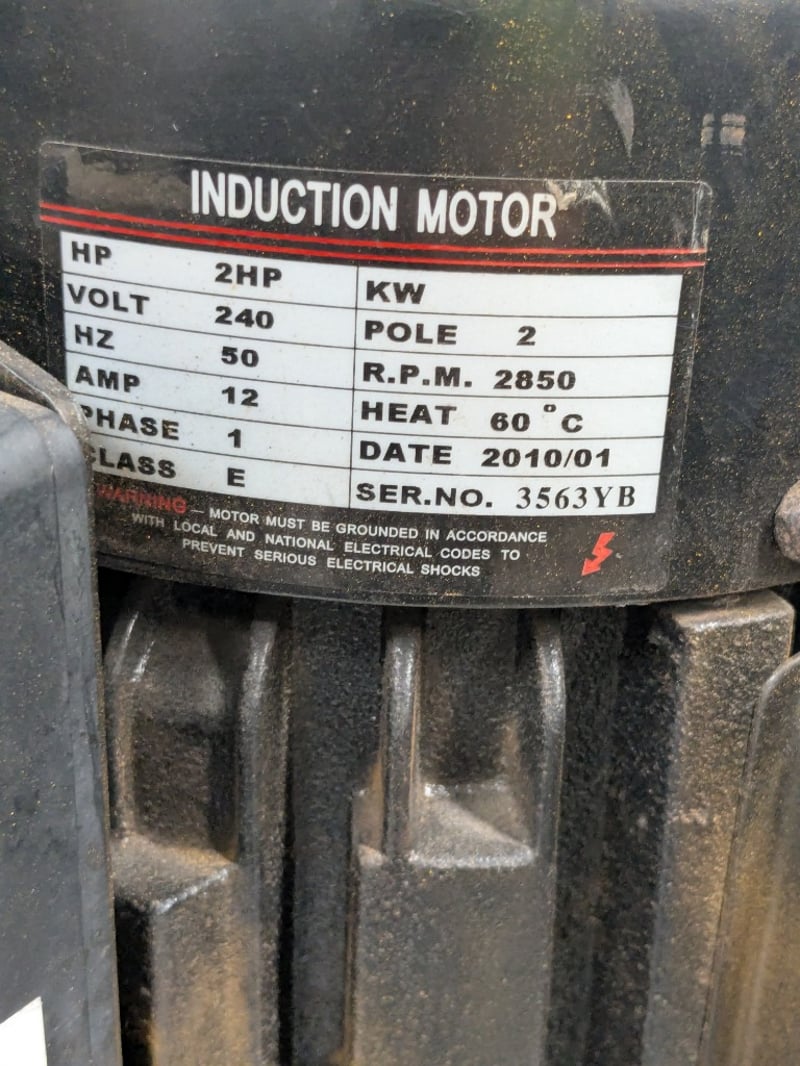 INDUCTION MOTOR
HP 2HP
VOLT 240
HZ 50
AMP 12
PHASE 1
CLASS E
KW
POLE 2
R.P.M. 2850
HEAT 60 °C
DATE 2010/01
SER.NO. 3563YB
WARNING – MOTOR MUST BE GROUNDED IN ACCORDANCE
WITH LOCAL AND NATIONAL ELECTRICAL CODES TO
PREVENT SERIOUS ELECTRICAL SHOCKS